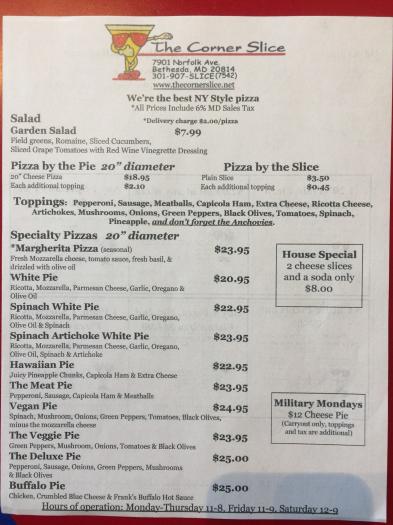 The Corner Slice
7901 Norfolk Ave.
Bethesda, MD 20814
301-907-SLICE(7542)
www.thecornerslice.net
We're the best NY Style pizza
*All Prices Include 6% MD Sales Tax
Salad
*Delivery charge $2.00/pizza
Garden Salad $7.99
Field greens, Romaine, Sliced Cucumbers,
Sliced Grape Tomatoes with Red Wine Vinegrette Dressing
Pizza by the Pie 20" diameter
20" Cheese Pizza $18.95
Each additional topping $2.10
Pizza by the Slice
Plain Slice $3.50
Each additional topping $0.45
Toppings: Pepperoni, Sausage, Meatballs, Capicola Ham, Extra Cheese, Ricotta Cheese,
Artichokes, Mushrooms, Onions, Green Peppers, Black Olives, Tomatoes, Spinach,
Pineapple, and don't forget the Anchovies.
Specialty Pizzas 20" diameter
*Margherita Pizza (seasonal) $23.95
Fresh Mozzarella cheese, tomato sauce, fresh basil, &
drizzled with olive oil
White Pie $20.95
Ricotta, Mozzarella, Parmesan Cheese, Garlic, Oregano &
Olive Oil
Spinach White Pie $22.95
Ricotta, Mozzarella, Parmesan Cheese, Garlic, Oregano,
Olive Oil & Spinach
Spinach Artichoke White Pie $23.95
Ricotta, Mozzarella, Parmesan Cheese, Garlic, Oregano,
Olive Oil, Spinach & Artichoke
Hawaiian Pie $22.95
Juicy Pineapple Chunks, Capicola Ham & Extra Cheese
The Meat Pie $23.95
Pepperoni, Sausage, Capicola Ham & Meatballs
Vegan Pie $24.95
Spinach, Mushroom, Onions, Green Peppers, Tomatoes, Black Olives,
minus the mozzarella cheese
The Veggie Pie $23.95
Green Peppers, Mushroom, Onions, Tomatoes & Black Olives
The Deluxe Pie $25.00
Pepperoni, Sausage, Onions, Green Peppers, Mushrooms
& Black Olives
Buffalo Pie $25.00
Chicken, Crumbled Blue Cheese & Frank's Buffalo Hot Sauce
House Special
2 cheese slices
and a soda only
$8.00
Military Mondays
$12 Cheese Pie
(Carryout only, toppings
and tax are additional)
Hours of operation: Monday-Thursday 11-8, Friday 11-9, Saturday 12-9